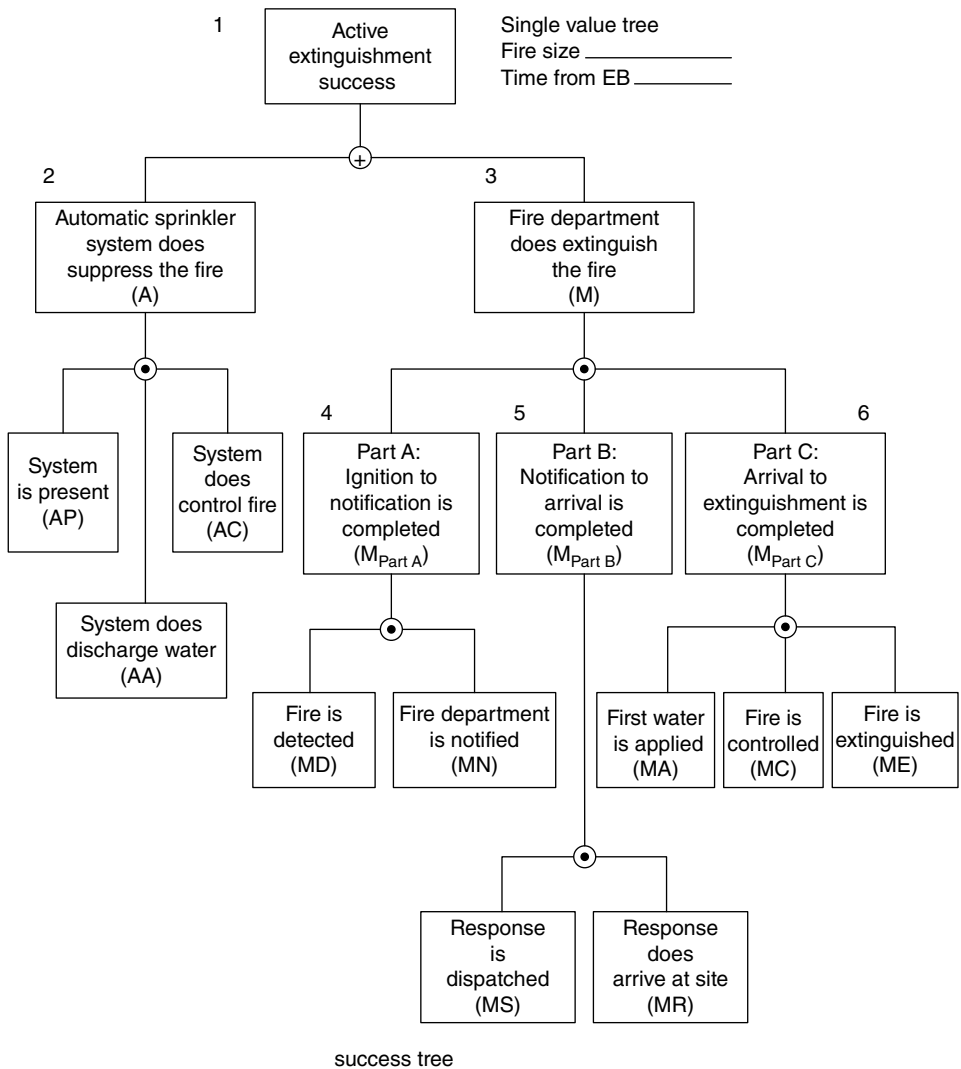 1
Active
extinguishment
success
Single value tree
Fire size
Time from EB
+
2
Automatic sprinkler
system does
suppress the fire
(A)
3
Fire department
does extinguish
the fire
(M)
System
is present
(AP)
System
does
control fire
(AC)
System does
discharge water
(AA)
4
Part A:
Ignition to
notification is
completed
(MPart A)
5
Part B:
Notification to
arrival is
completed
(MPart B)
6
Part C:
Arrival to
extinguishment is
completed
(MPart C)
Fire is
detected
(MD)
Fire department
is notified
(MN)
First water
is applied
(MA)
Fire is
controlled
(MC)
Fire is
extinguished
(ME)
Response
is
dispatched
(MS)
Response
does
arrive at site
(MR)
success tree